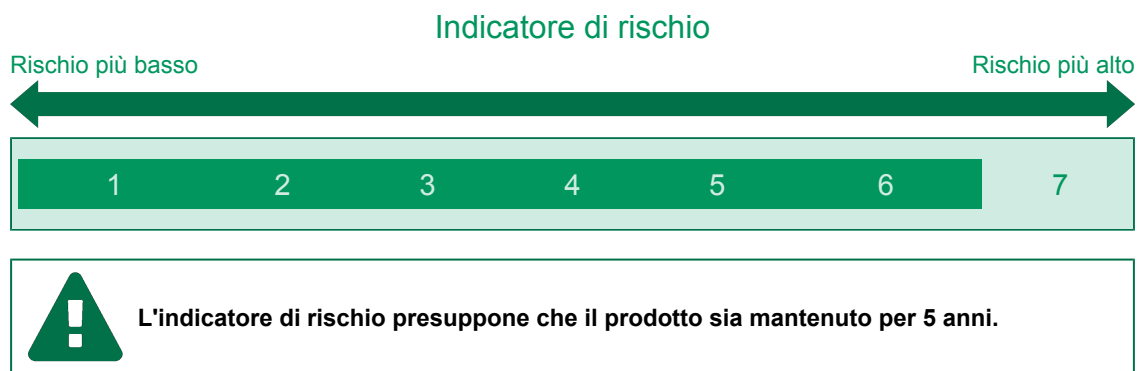 Indicatore di rischio
Rischio più basso Rischio più alto
1 2 3 4 5 6 7
L'indicatore di rischio presuppone che il prodotto sia mantenuto per 5 anni.